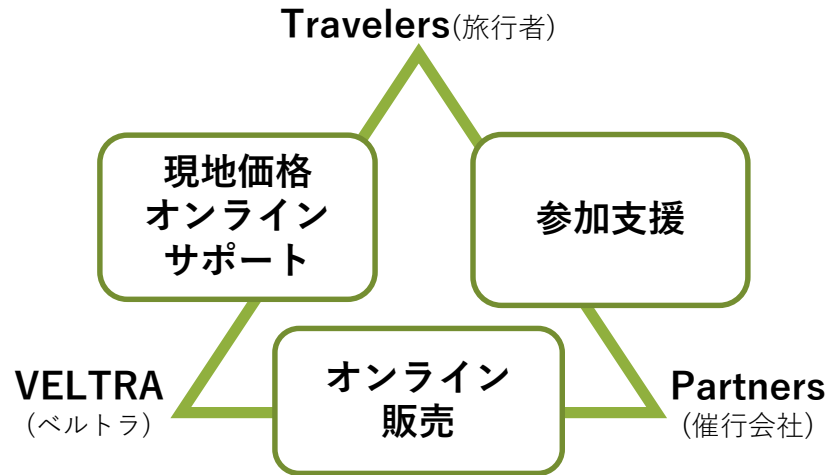 Travelers(旅行者)
現地価格
オンライン
サポート
参加支援
VELTRA
(ベルトラ)
オンライン
販売
Partners
(催行会社)